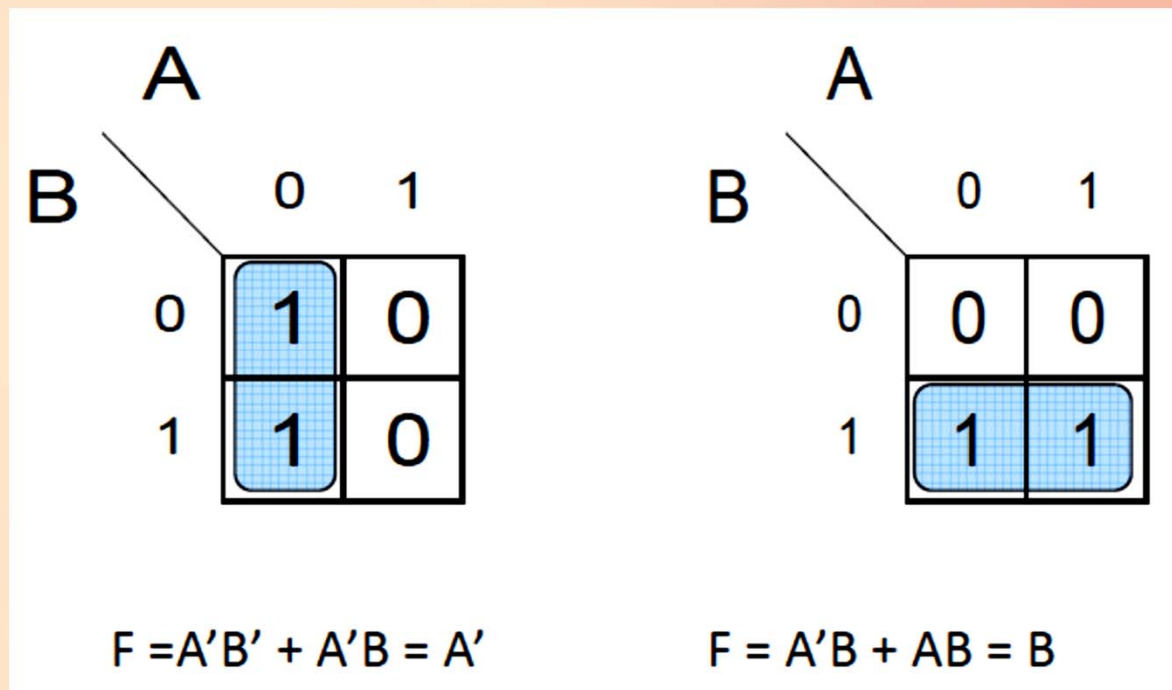 A A
B 0 1 B 0 1
0 1 0 0 0 0
1 1 0 1 1 1
F =A′B′ + A′B = A′ F = A′B + AB = B